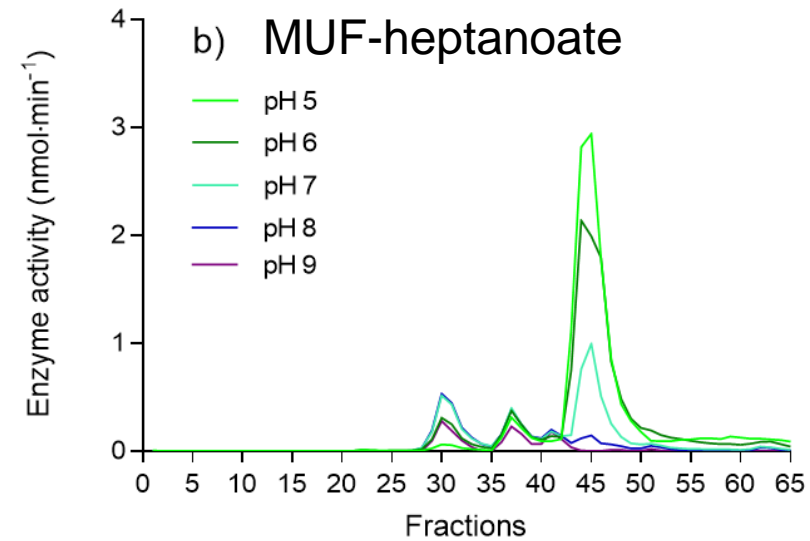 b) MUF-heptanoate
pH 5
pH 6
pH 7
pH 8
pH 9
Enzyme activity (nmol·min⁻¹)
4
3
2
1
0
0 5 10 15 20 25 30 35 40 45 50 55 60 65
Fractions